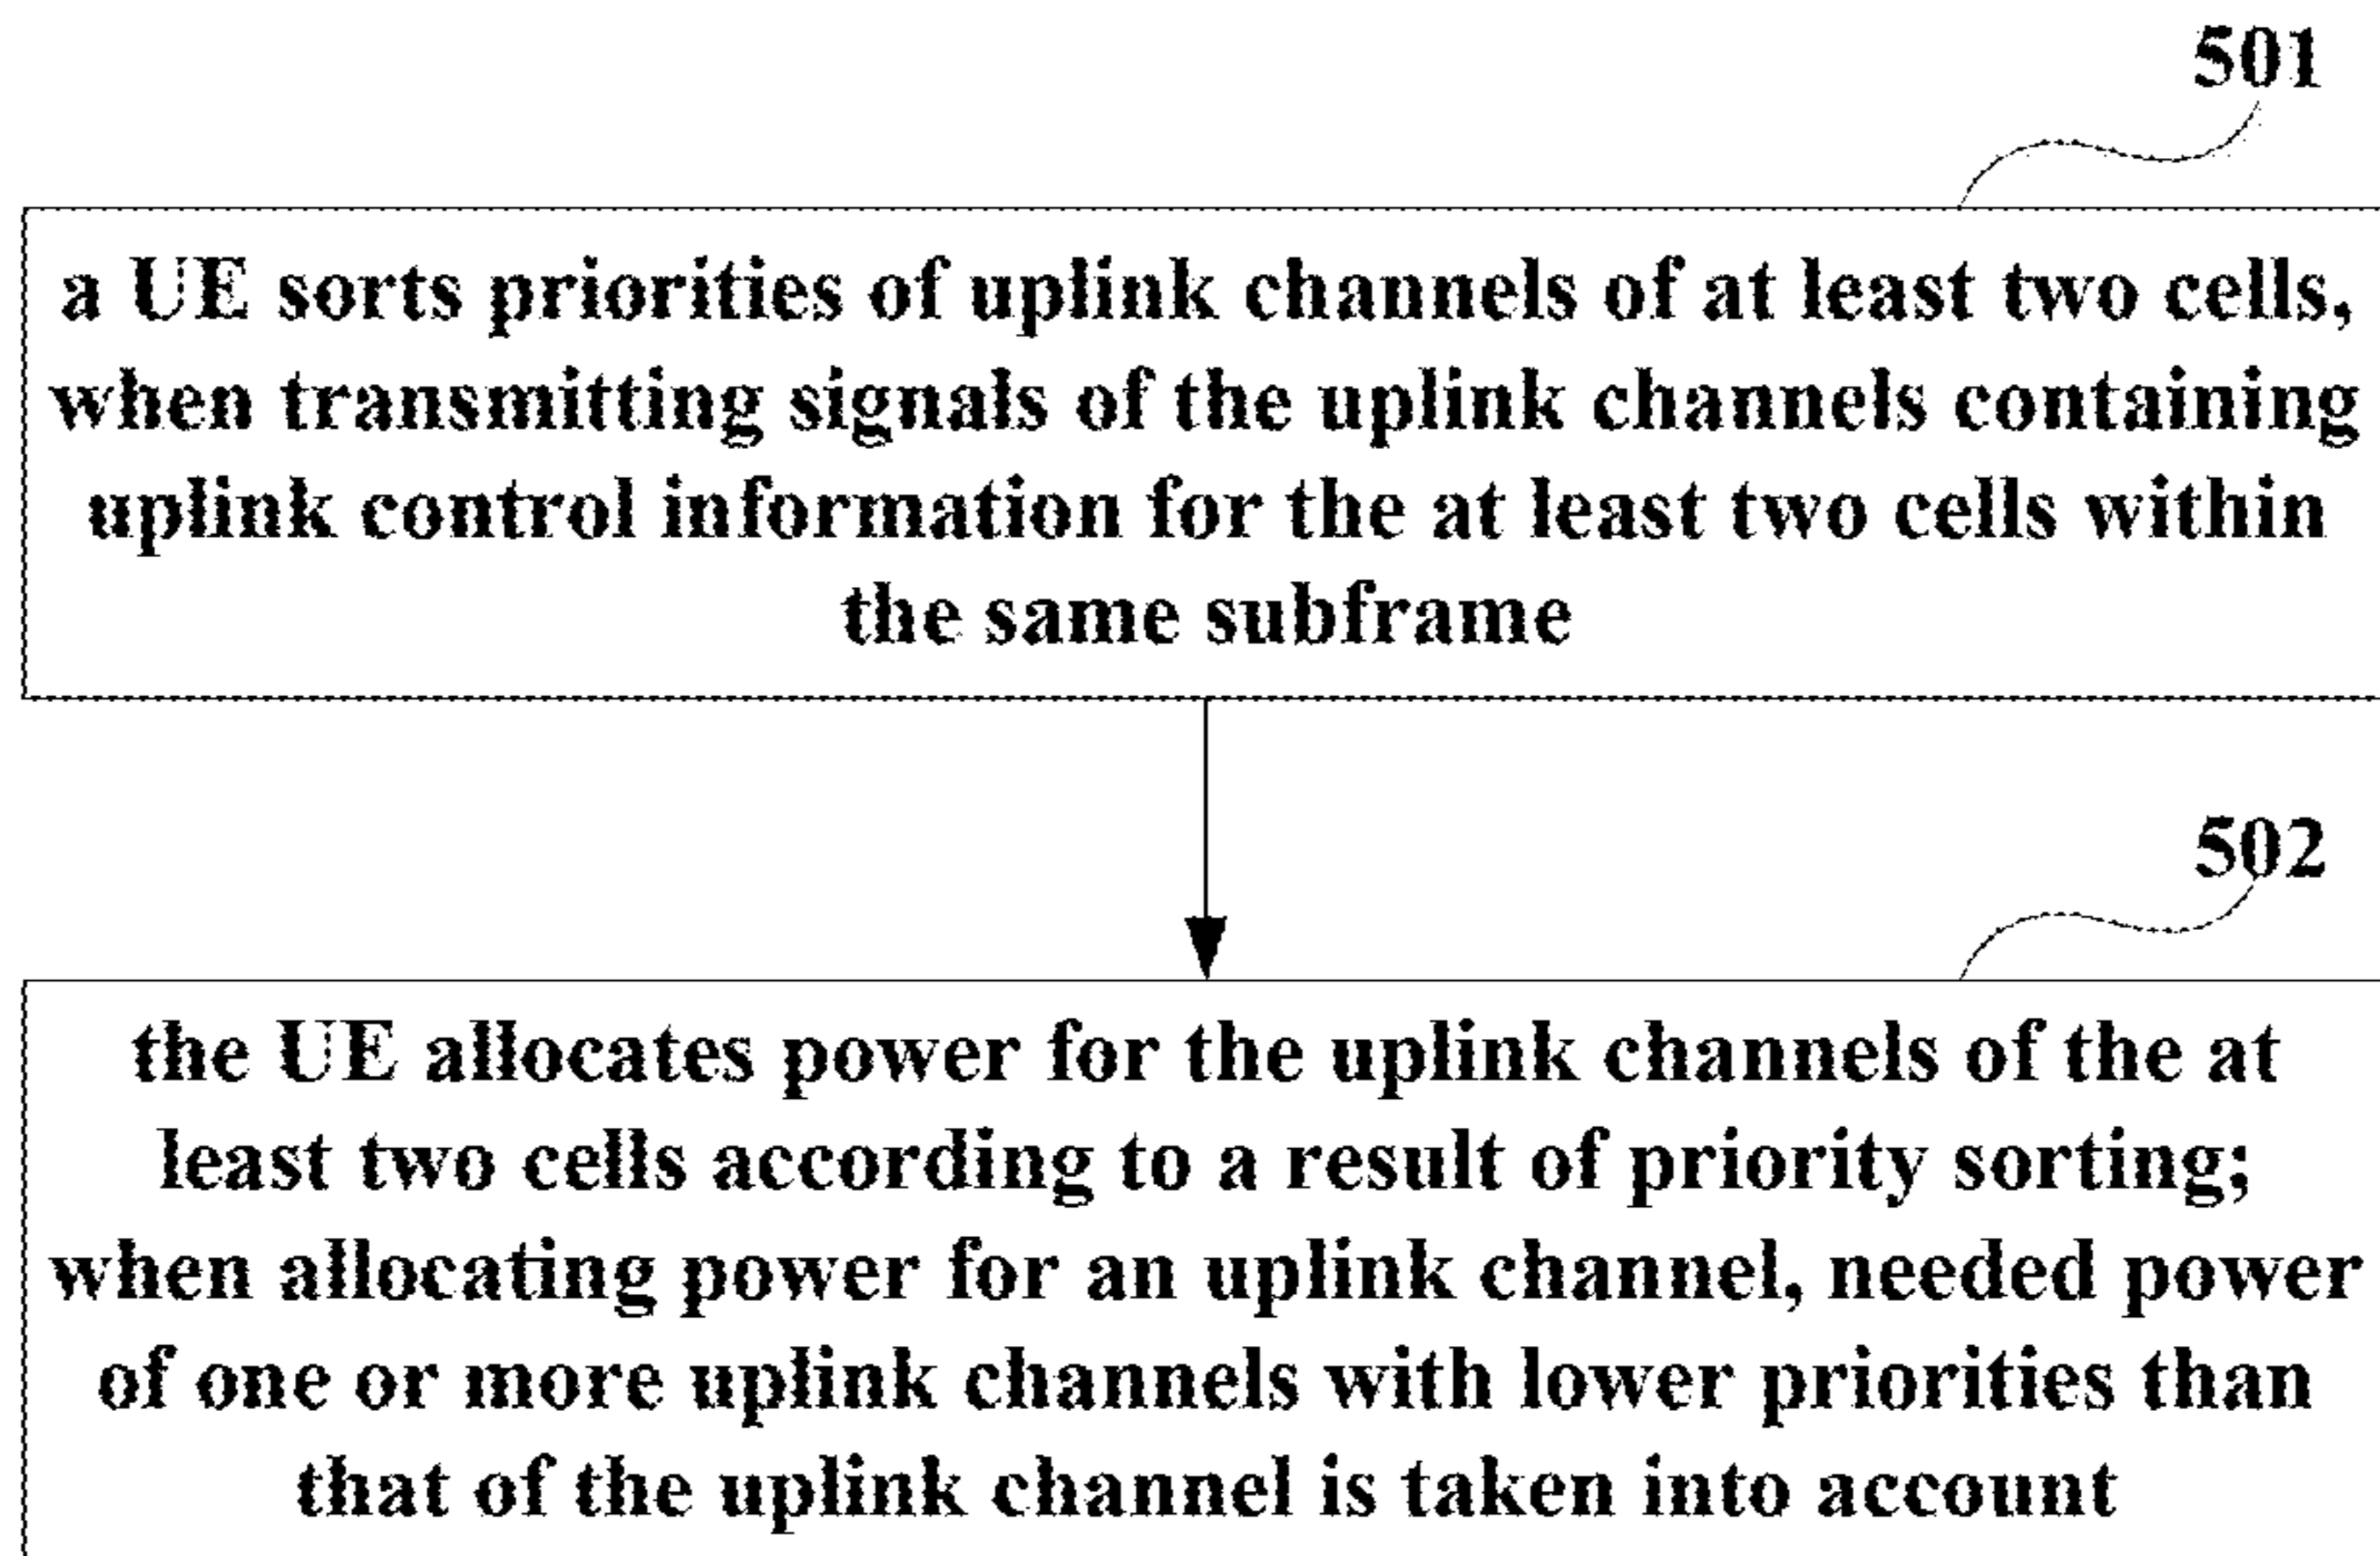 501
a UE sorts priorities of uplink channels of at least two cells,
when transmitting signals of the uplink channels containing
uplink control information for the at least two cells within
the same subframe
502
the UE allocates power for the uplink channels of the at
least two cells according to a result of priority sorting;
when allocating power for an uplink channel, needed power
of one or more uplink channels with lower priorities than
that of the uplink channel is taken into account